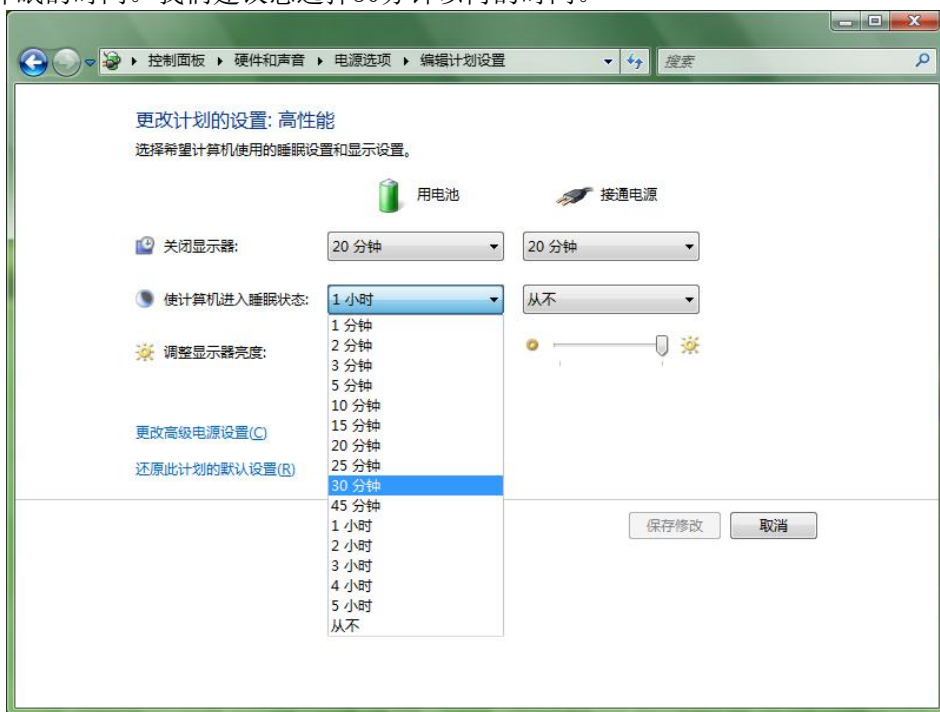 时间。我们建议您选择30分钟以内的时间。
控制面板 硬件和声音 电源选项 编辑计划设置 搜索
更改计划的设置: 高性能
选择希望计算机使用的睡眠设置和显示设置。
用电池 接通电源
关闭显示器: 20 分钟 20 分钟
使计算机进入睡眠状态: 1 小时 从不
1 分钟
调整显示器亮度: 2 分钟
3 分钟
5 分钟
10 分钟
更改高级电源设置(C) 15 分钟
20 分钟
还原此计划的默认设置(R) 25 分钟
30 分钟
45 分钟
1 小时 保存修改 取消
2 小时
3 小时
4 小时
5 小时
从不